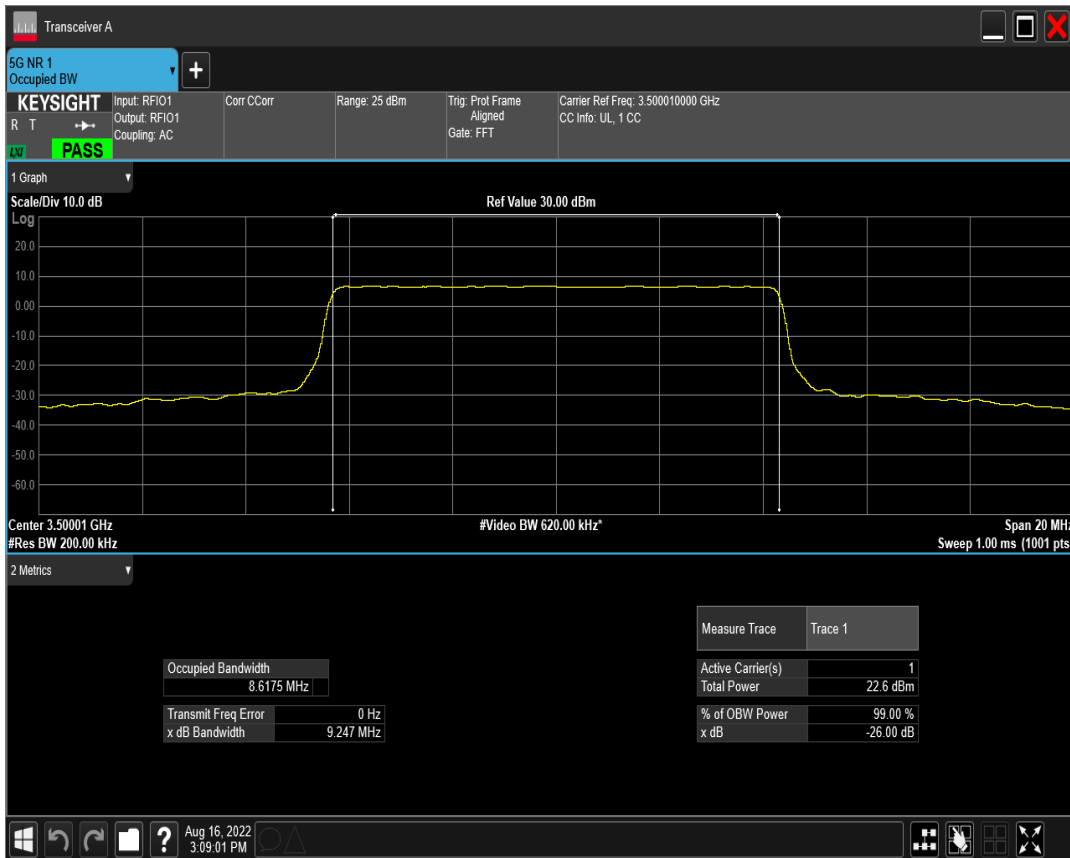 Transceiver A
5G NR 1
Occupied BW
+
KEYSIGHT
R T
LXI
PASS
Input: RFIO1
Output: RFIO1
Coupling: AC
Corr CCorr
Range: 25 dBm
Trig: Prot Frame
Aligned
Gate: FFT
Carrier Ref Freq: 3.500010000 GHz
CC Info: UL, 1 CC
1 Graph
Scale/Div 10.0 dB
Ref Value 30.00 dBm
Log
20.0
10.0
0.00
-10.0
-20.0
-30.0
-40.0
-50.0
-60.0
Center 3.50001 GHz
#Video BW 620.00 kHz*
Span 20 MHz
#Res BW 200.00 kHz
Sweep 1.00 ms (1001 pts
2 Metrics
Measure Trace Trace 1
Occupied Bandwidth
8.6175 MHz
Active Carrier(s) 1
Total Power 22.6 dBm
Transmit Freq Error 0 Hz
x dB Bandwidth 9.247 MHz
% of OBW Power 99.00 %
x dB -26.00 dB
?
Aug 16, 2022
3:09:01 PM